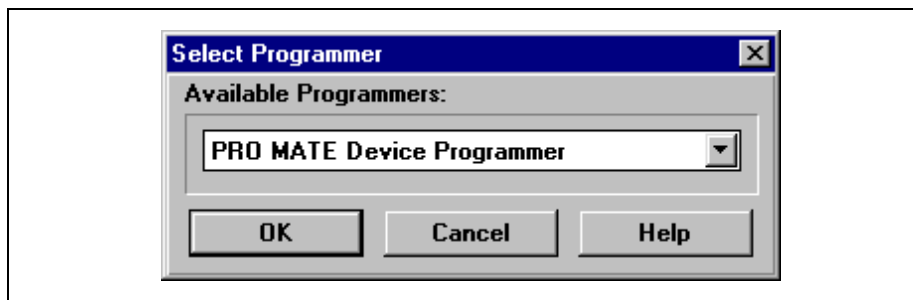 Select Programmer
Available Programmers:
PRO MATE Device Programmer
OK Cancel Help